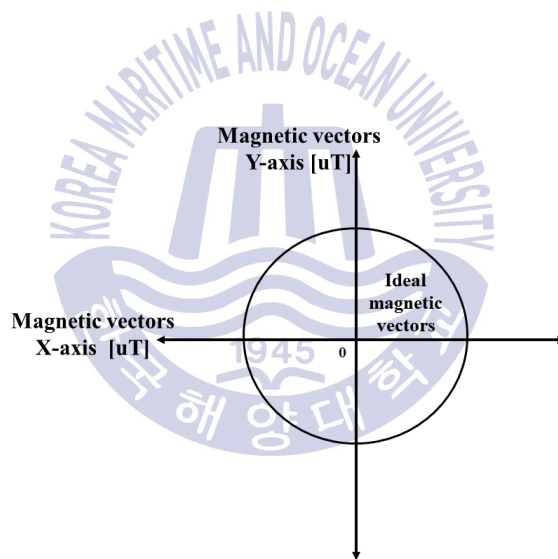 KOREA MARITIME AND OCEAN UNIVERSITY
Magnetic vectors
Y-axis [uT]
Ideal
magnetic
vectors
Magnetic vectors
X-axis [uT]
0
1945
한국해양대학교